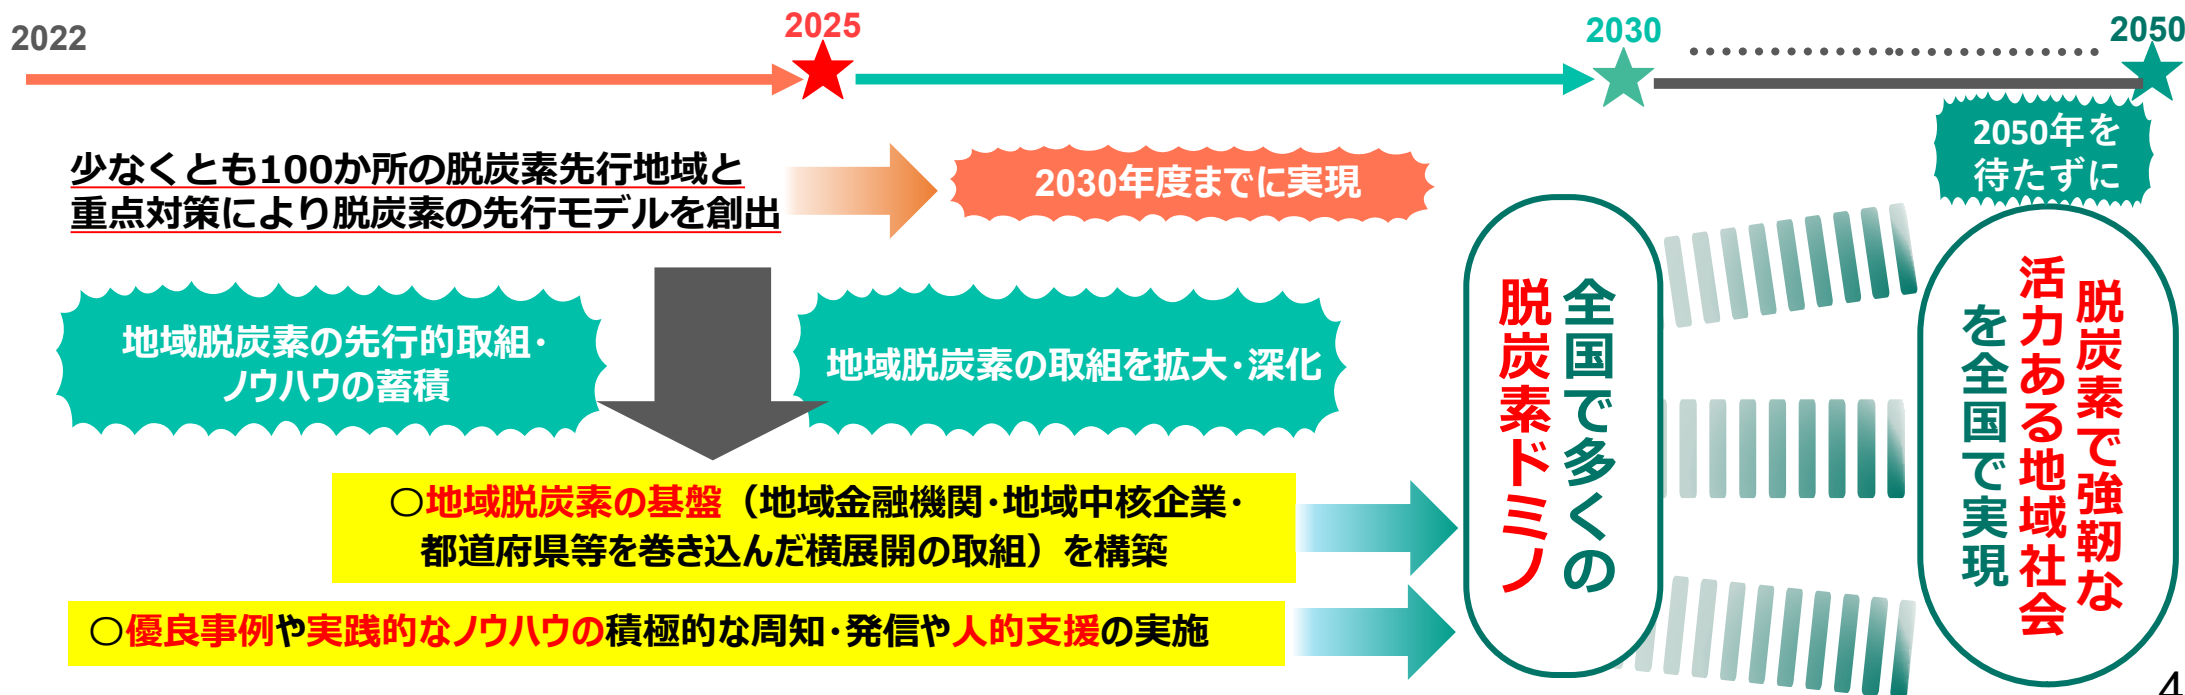 2022
2025
2030
2050
少なくとも100か所の脱炭素先行地域と
重点対策により脱炭素の先行モデルを創出
2030年度までに実現
2050年を
待たずに
地域脱炭素の先行的取組・
ノウハウの蓄積
地域脱炭素の取組を拡大・深化
○地域脱炭素の基盤（地域金融機関・地域中核企業・
都道府県等を巻き込んだ横展開の取組）を構築
○優良事例や実践的なノウハウの積極的な周知・発信や人的支援の実施
全国で多くの
脱炭素ドミノ
脱炭素で強靭な
活力ある地域社会
を全国で実現
4